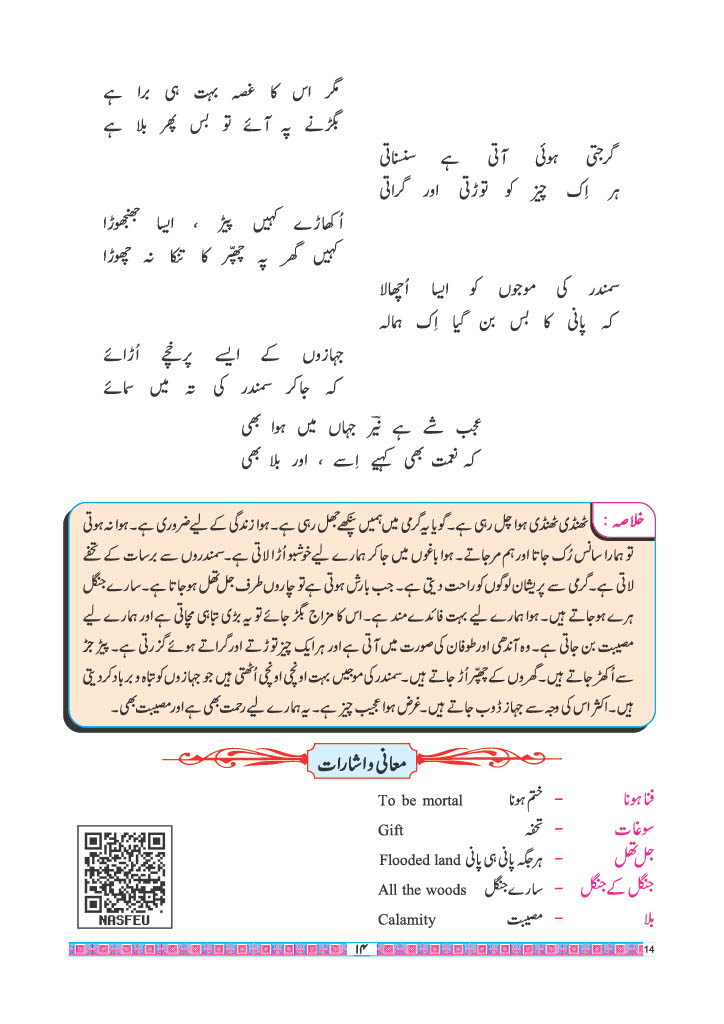 مگر اس کا غصہ بہت ہی برا ہے
بگڑنے پہ آئے تو بس پھر بلا ہے
گرجتی ہوئی آتی ہے سنسناتی
ہر اِک چیز کو توڑتی اور گراتی
اُکھاڑے کہیں پیڑ ، ایسا جھنجھوڑا
کہیں گھر پہ چھپّر کا تنکا نہ چھوڑا
سمندر کی موجوں کو ایسا اُچھالا
کہ پانی کا بس بن گیا اِک ہمالہ
جہازوں کے ایسے پرخچے اُڑائے
کہ جاکر سمندر کی تہ میں سمائے
عجب شے ہے نیّر جہاں میں ہوا بھی
کہ نعمت بھی کہیے اِسے ، اور بلا بھی
خلاصہ : ٹھنڈی ٹھنڈی ہوا چل رہی ہے۔ گویا یہ گرمی میں ہمیں پنکھے جھل رہی ہے۔ ہوا زندگی کے لیے ضروری ہے۔ ہوا نہ ہوتی
تو ہمارا سانس رُک جاتا اور ہم مر جاتے۔ ہوا باغوں میں جا کر ہمارے لیے خوشبو اُڑا لاتی ہے۔ سمندروں سے برسات کے تحفے
لاتی ہے۔ گرمی سے پریشان لوگوں کو راحت دیتی ہے۔ جب بارش ہوتی ہے تو چاروں طرف جل تھل ہوجاتا ہے۔ سارے جنگل
ہرے ہوجاتے ہیں۔ ہوا ہمارے لیے بہت فائدے مند ہے۔ اس کا مزاج بگڑ جائے تو یہ بڑی تباہی مچاتی ہے اور ہمارے لیے
مصیبت بن جاتی ہے۔ وہ آندھی اور طوفان کی صورت میں آتی ہے اور ہر ایک چیز توڑتے اور گراتے ہوئے گزرتی ہے۔ پیڑ جڑ
سے اُکھڑ جاتے ہیں۔ گھروں کے چھپّر اُڑ جاتے ہیں۔ سمندر کی موجیں بہت اونچی اونچی اُٹھتی ہیں جو جہازوں کو تباہ و برباد کردیتی
ہیں۔ اکثر اس کی وجہ سے جہاز ڈوب جاتے ہیں۔ غرض ہوا عجیب چیز ہے۔ یہ ہمارے لیے رحمت بھی ہے اور مصیبت بھی۔
معانی و اشارات
فنا ہونا - ختم ہونا To be mortal
سوغات - تحفہ Gift
جل تھل - ہر جگہ پانی ہی پانی Flooded land
جنگل کے جنگل - سارے جنگل All the woods
بلا - مصیبت Calamity
NASFEU
۱۴
14